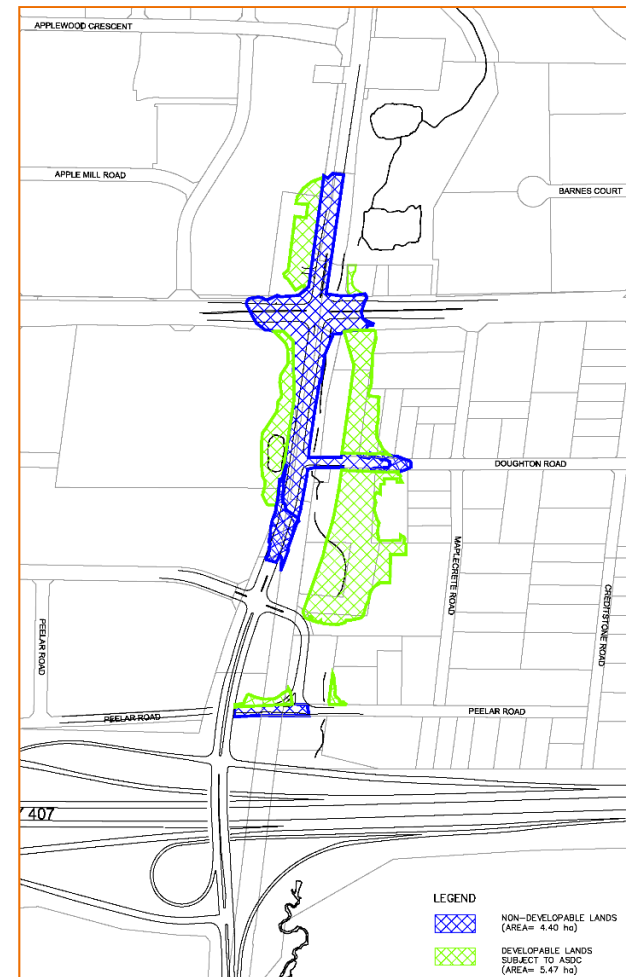 APPLEWOOD CRESCENT
APPLE MILL ROAD
BARNES COURT
DOUGHTON ROAD
MAPLECRETE ROAD
CREDITSTONE ROAD
PEELAR ROAD
PEELAR ROAD
PEELAR ROAD
407
LEGEND
NON-DEVELOPABLE LANDS
(AREA= 4.40 ha)
DEVELOPABLE LANDS
SUBJECT TO ASDC
(AREA= 5.47 ha)